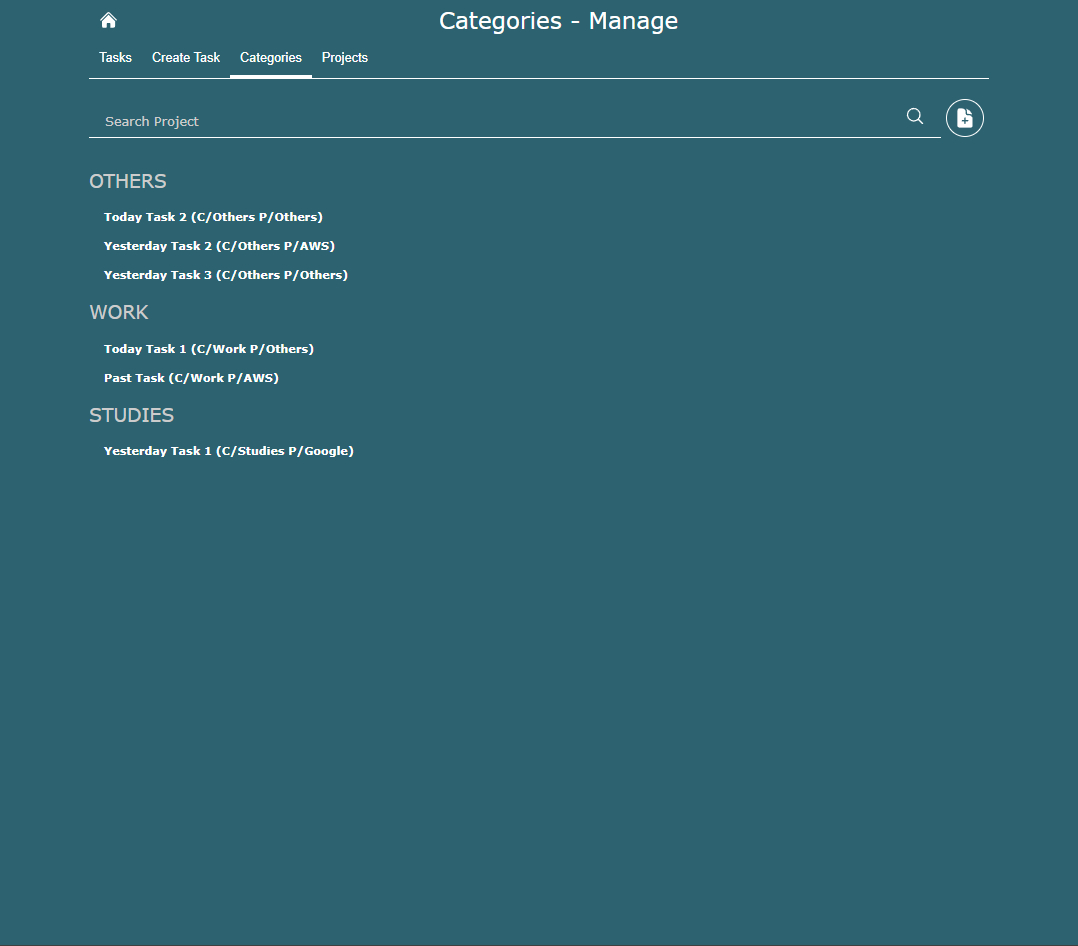 Categories - Manage
Tasks Create Task Categories Projects
Search Project
OTHERS
Today Task 2 (C/Others P/Others)
Yesterday Task 2 (C/Others P/AWS)
Yesterday Task 3 (C/Others P/Others)
WORK
Today Task 1 (C/Work P/Others)
Past Task (C/Work P/AWS)
STUDIES
Yesterday Task 1 (C/Studies P/Google)